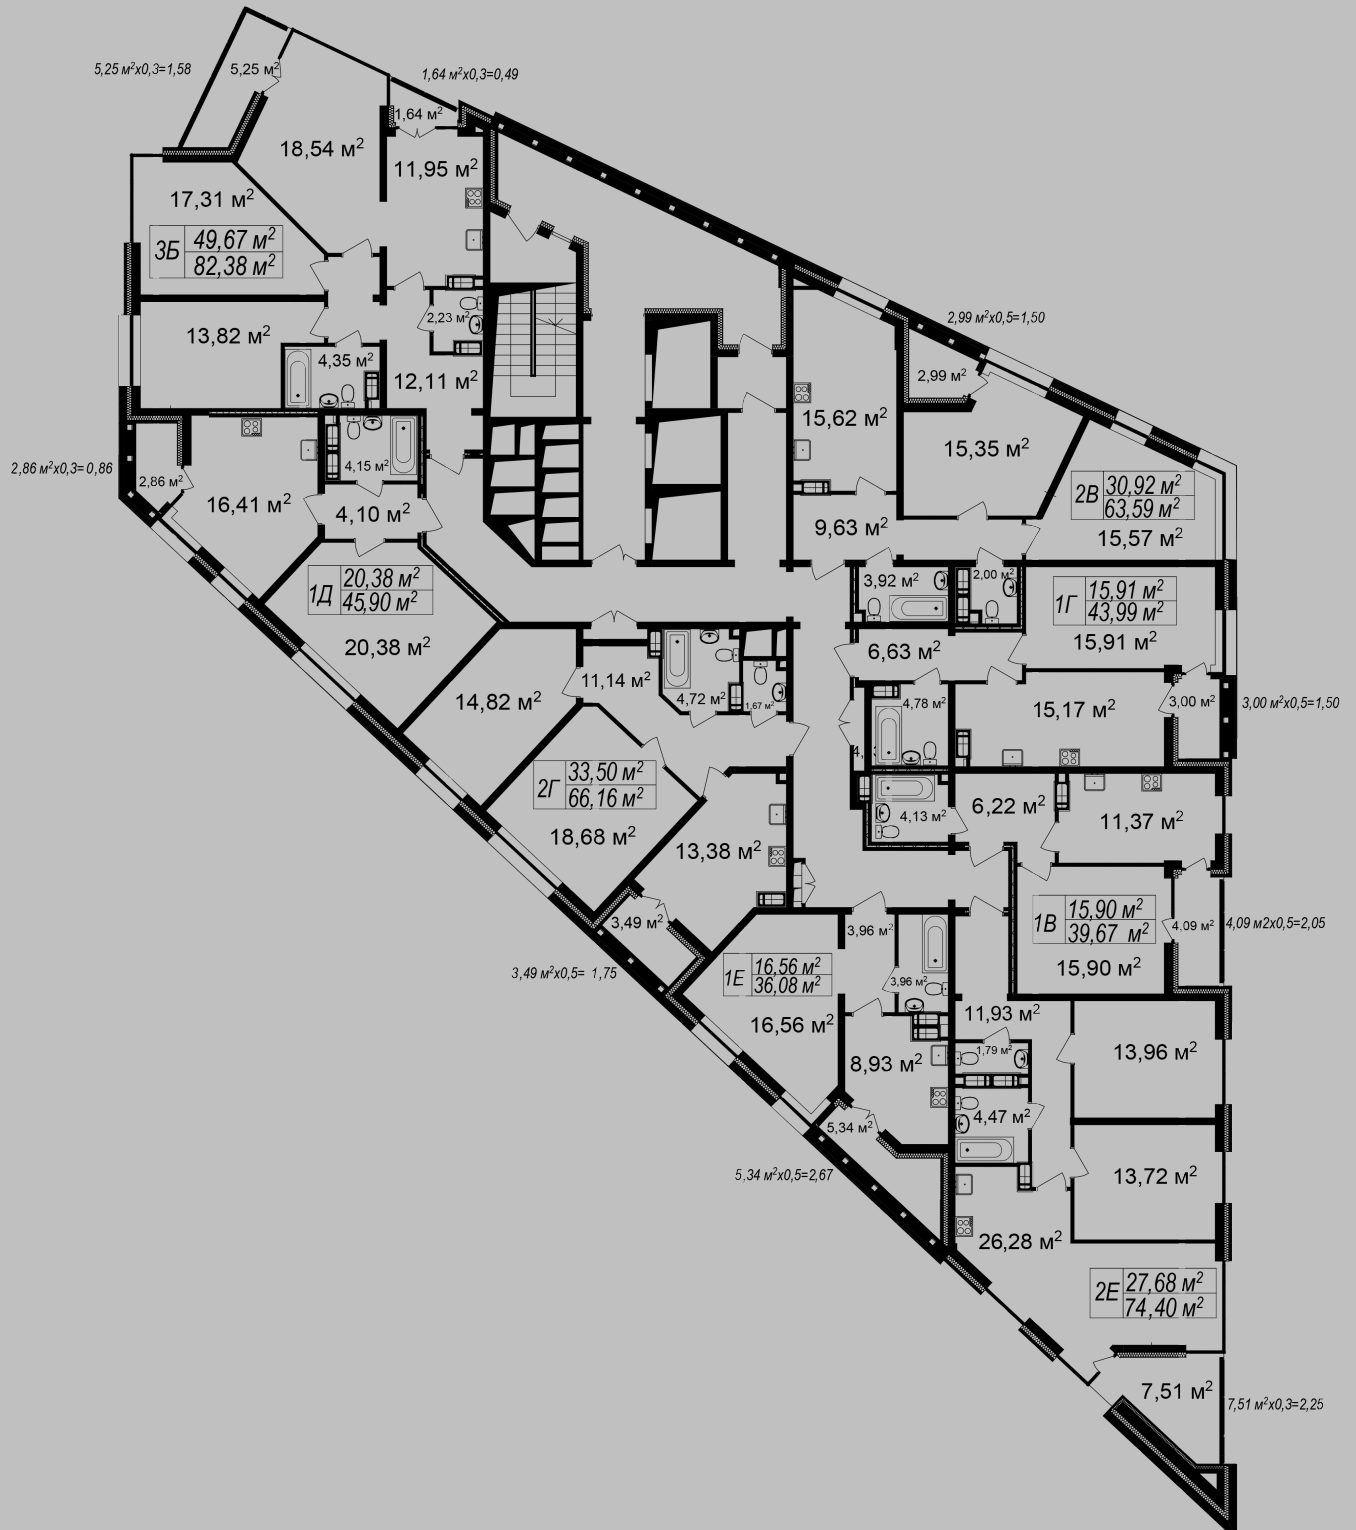 5,25 м²х0,3=1,58
5,25 м²
1,64 м²х0,3=0,49
1,64 м²
18,54 м²
11,95 м²
17,31 м²
3Б
49,67 м²
82,38 м²
13,82 м²
2,23 м²
4,35 м²
12,11 м²
2,99 м²х0,5=1,50
2,99 м²
15,62 м²
15,35 м²
2,86 м²х0,3= 0,86
2,86 м²
4,15 м²
16,41 м²
4,10 м²
9,63 м²
2В
30,92 м²
63,59 м²
15,57 м²
1Д
20,38 м²
45,90 м²
20,38 м²
3,92 м²
2,00 м²
1Г
15,91 м²
43,99 м²
15,91 м²
6,63 м²
14,82 м²
11,14 м²
4,72 м²
1,67 м²
4,78 м²
15,17 м²
3,00 м²
3,00 м²х0,5=1,50
4,
2Г
33,50 м²
66,16 м²
18,68 м²
13,38 м²
4,13 м²
6,22 м²
11,37 м²
3,49 м²
3,49 м²х0,5= 1,75
3,96 м²
1В
15,90 м²
39,67 м²
15,90 м²
4,09 м²
4,09 м2х0,5=2,05
1Е
16,56 м²
36,08 м²
16,56 м²
3,96 м²
8,93 м²
11,93 м²
1,79 м²
13,96 м²
5,34 м²
5,34 м²х0,5=2,67
4,47 м²
13,72 м²
26,28 м²
2Е
27,68 м²
74,40 м²
7,51 м²
7,51 м²х0,3=2,25